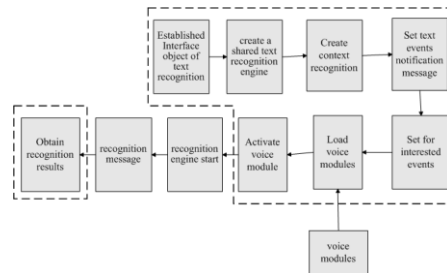 Established
Interface
object of
text
recognition
create a
shared text
recognition
engine
Create
context
recognition
Set text
events
notification
message
Obtain
recognition
results
recognition
message
recognition
engine start
Activate
voice
module
Load
voice
modules
Set for
interested
events
voice
modules